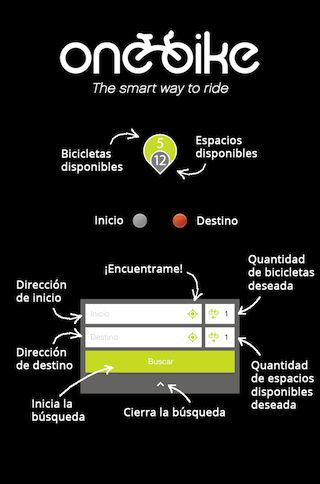 onebike
The smart way to ride
5
12
Bicicletas
disponibles
Espacios
disponibles
Inicio
Destino
¡Encuentrame!
Quantidad
de bicicletas
deseada
Dirección
de inicio
Inicio
1
Destino
1
Dirección
de destino
Buscar
Quantidad
de espacios
disponibles
deseada
Inicia la
búsqueda
Cierra la búsqueda